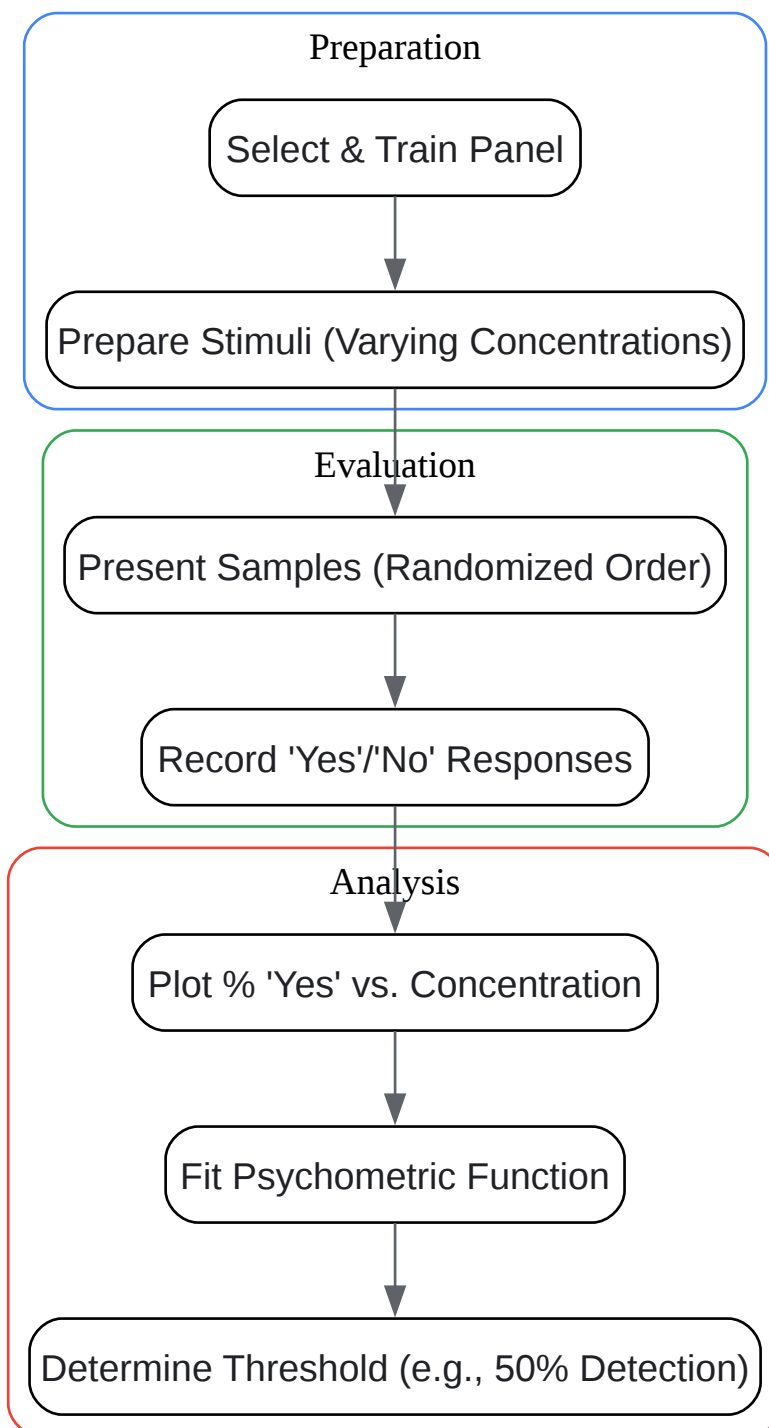 Preparation
Select & Train Panel
Prepare Stimuli (Varying Concentrations)
Evaluation
Present Samples (Randomized Order)
Record 'Yes'/'No' Responses
Analysis
Plot % 'Yes' vs. Concentration
Fit Psychometric Function
Determine Threshold (e.g., 50% Detection)